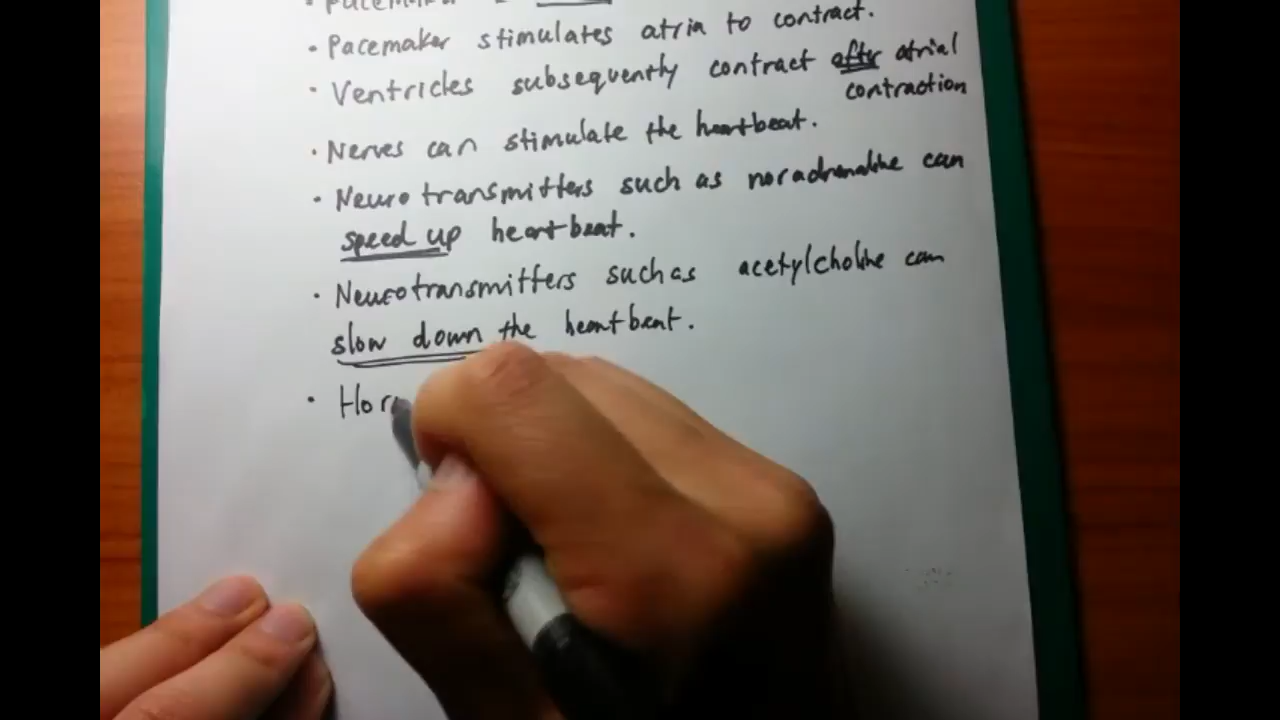 • Pacemaker
• Pacemaker stimulates atria to contract.
• Ventricles subsequently contract after atrial
contraction
• Nerves can stimulate the heartbeat.
• Neurotransmitters such as noradrenaline can
speed up heartbeat.
• Neurotransmitters such as acetylcholine can
slow down the heartbeat.
• Hor